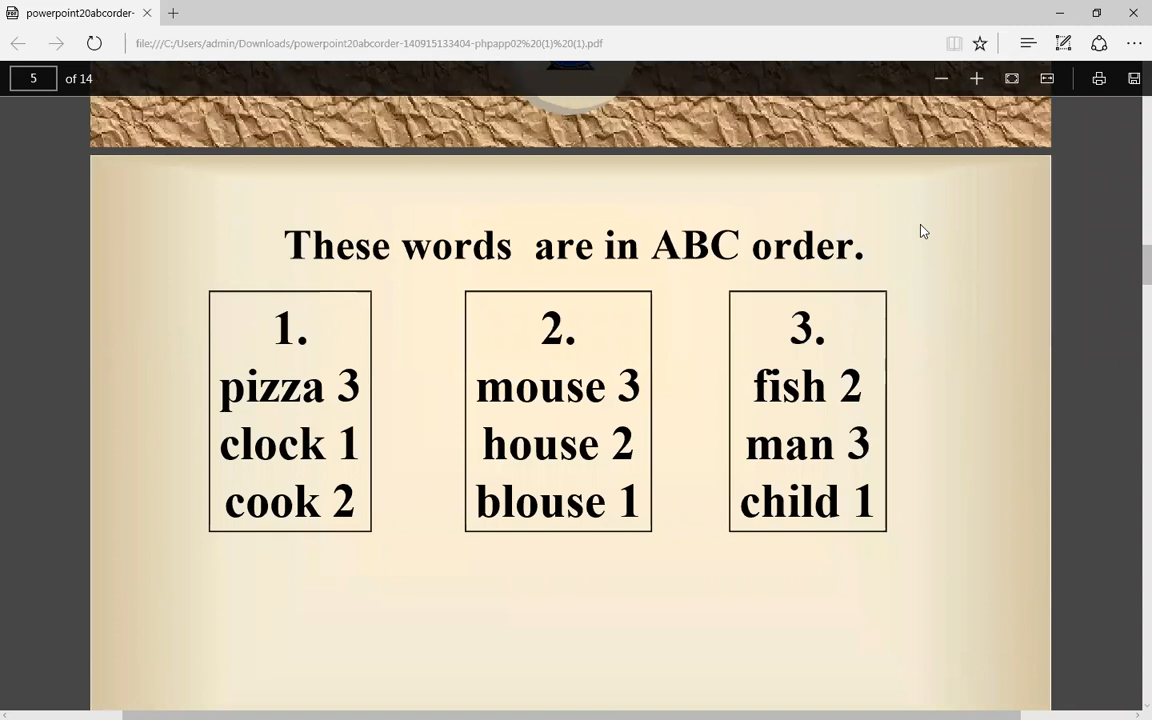 powerpoint20abcorder-
file:///C:/Users/admin/Downloads/powerpoint20abcorder-140915133404-phpapp02%20(1)%20(1).pdf
5 of 14
These words are in ABC order.
1.
pizza 3
clock 1
cook 2
2.
mouse 3
house 2
blouse 1
3.
fish 2
man 3
child 1